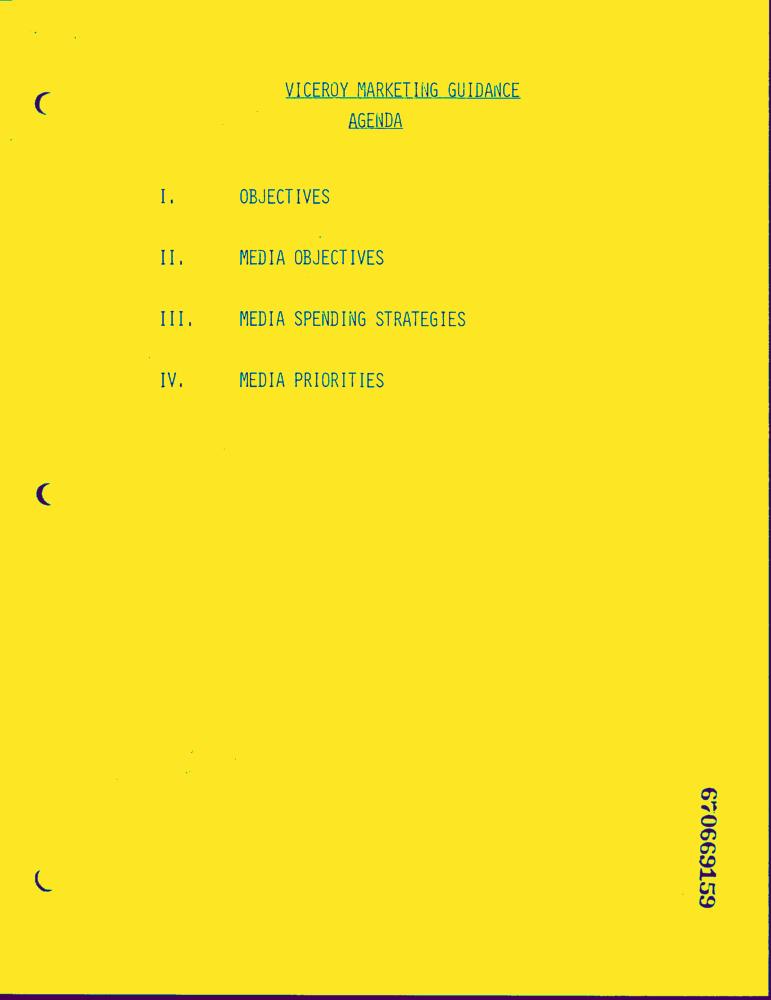 VICEROY MARKETING GUIDANCE
AGENDA
I. OBJECTIVES
II. MEDIA OBJECTIVES
III. MEDIA SPENDING STRATEGIES
IV. MEDIA PRIORITIES
670669159